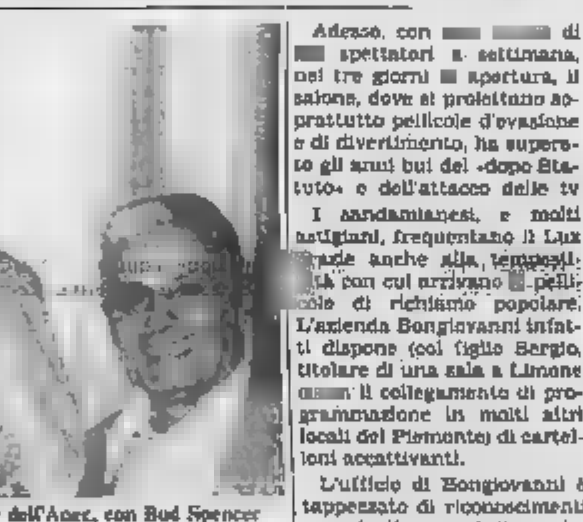 Adesso, con di
spettatori a settimana,
nei tre giorni apertura, il
salone, dove si proiettano so-
prattutto pellicole d'evasione
e di divertimento, ha supera-
to gli anni bui del «dopo Sta-
tuto» e dell'attacco delle tv
I sandamianesi, e molti
astigiani, frequentano il Lux
anche alla tempesti-
con cui arrivano pelli-
cole di richiamo popolare.
L'azienda Bongiovanni infat-
ti dispone (col figlio Sergio,
titolare di una sala a Limone
il collegamento di pro-
grammazione in molti altri
locali del Piemonte) di cartel-
loni accattivanti.
L'ufficio di Bongiovanni è
tappezzato di riconoscimenti
dell'Anec, con Bud Spencer